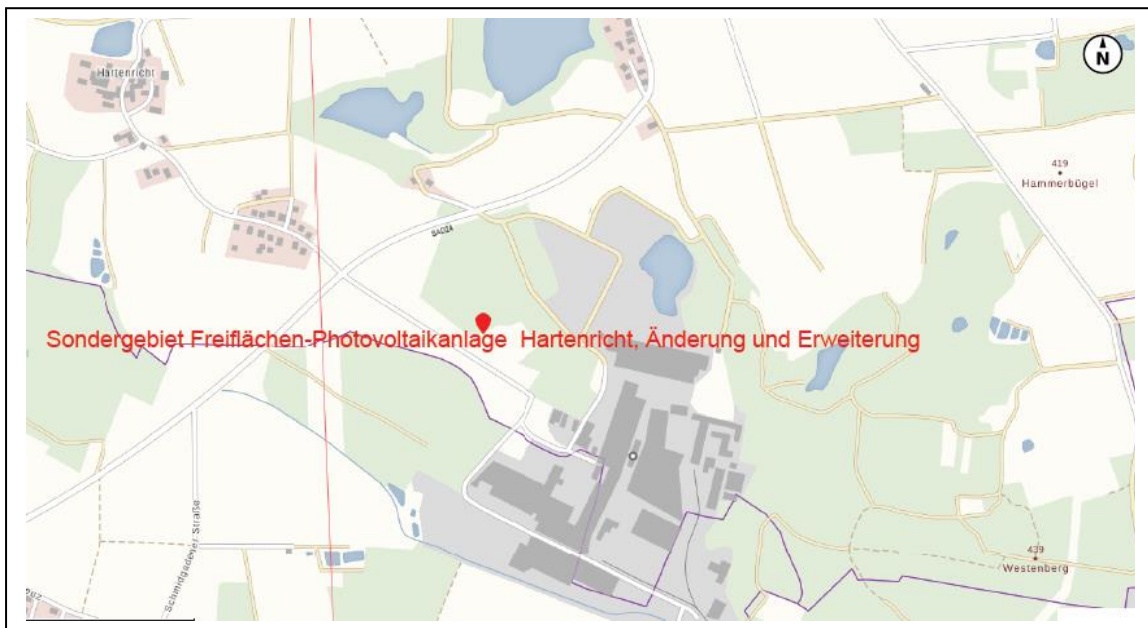 Hartenricht
N
419
Hammerbügel
SAD24
Sondergebiet Freiflächen-Photovoltaikanlage Hartenricht, Änderung und Erweiterung
Schmidgadener Straße
439
Westenberg